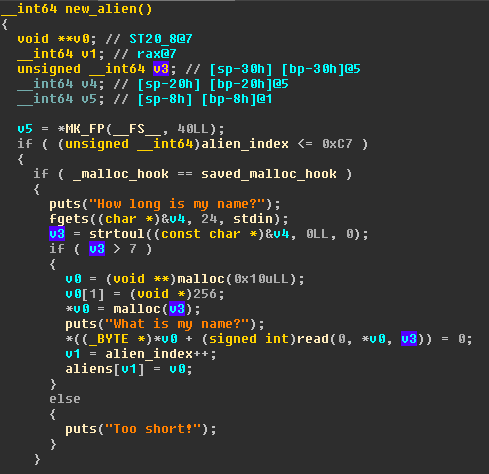 __int64 new_alien()
{
  void **v0; // ST20_8@7
  __int64 v1; // rax@7
  unsigned __int64 v3; // [sp-30h] [bp-30h]@5
  __int64 v4; // [sp-20h] [bp-20h]@5
  __int64 v5; // [sp-8h] [bp-8h]@1
  v5 = *MK_FP(__FS__, 40LL);
  if ( (unsigned __int64)alien_index <= 0xC7 )
  {
    if ( _malloc_hook == saved_malloc_hook )
    {
      puts("How long is my name?");
      fgets((char *)&v4, 24, stdin);
      v3 = strtoul((const char *)&v4, 0LL, 0);
      if ( v3 > 7 )
      {
        v0 = (void **)malloc(0x10uLL);
        v0[1] = (void *)256;
        *v0 = malloc(v3);
        puts("What is my name?");
        *((_BYTE *)*v0 + (signed int)read(0, *v0, v3)) = 0;
        v1 = alien_index++;
        aliens[v1] = v0;
      }
      else
      {
        puts("Too short!");
      }
    }